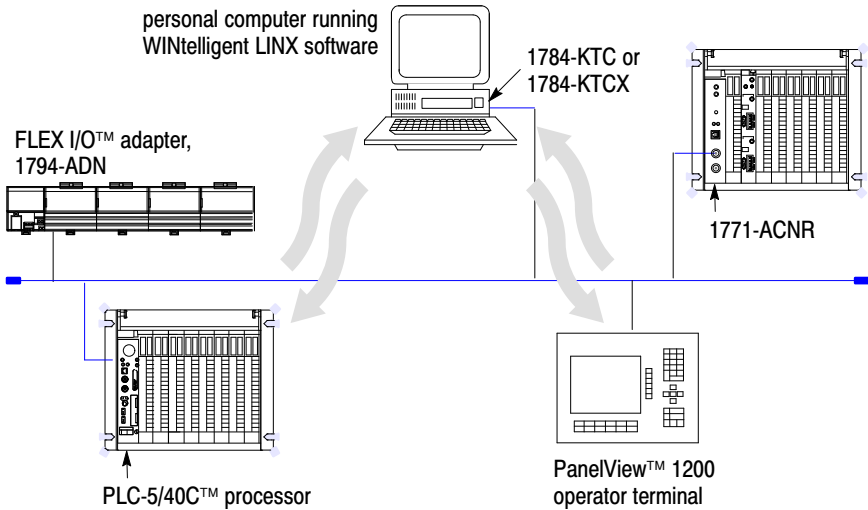 personal computer running
WINtelligent LINX software
1784-KTC or
1784-KTCX
FLEX I/O™ adapter,
1794-ADN
1771-ACNR
PLC-5/40C™ processor
PanelView™ 1200
operator terminal